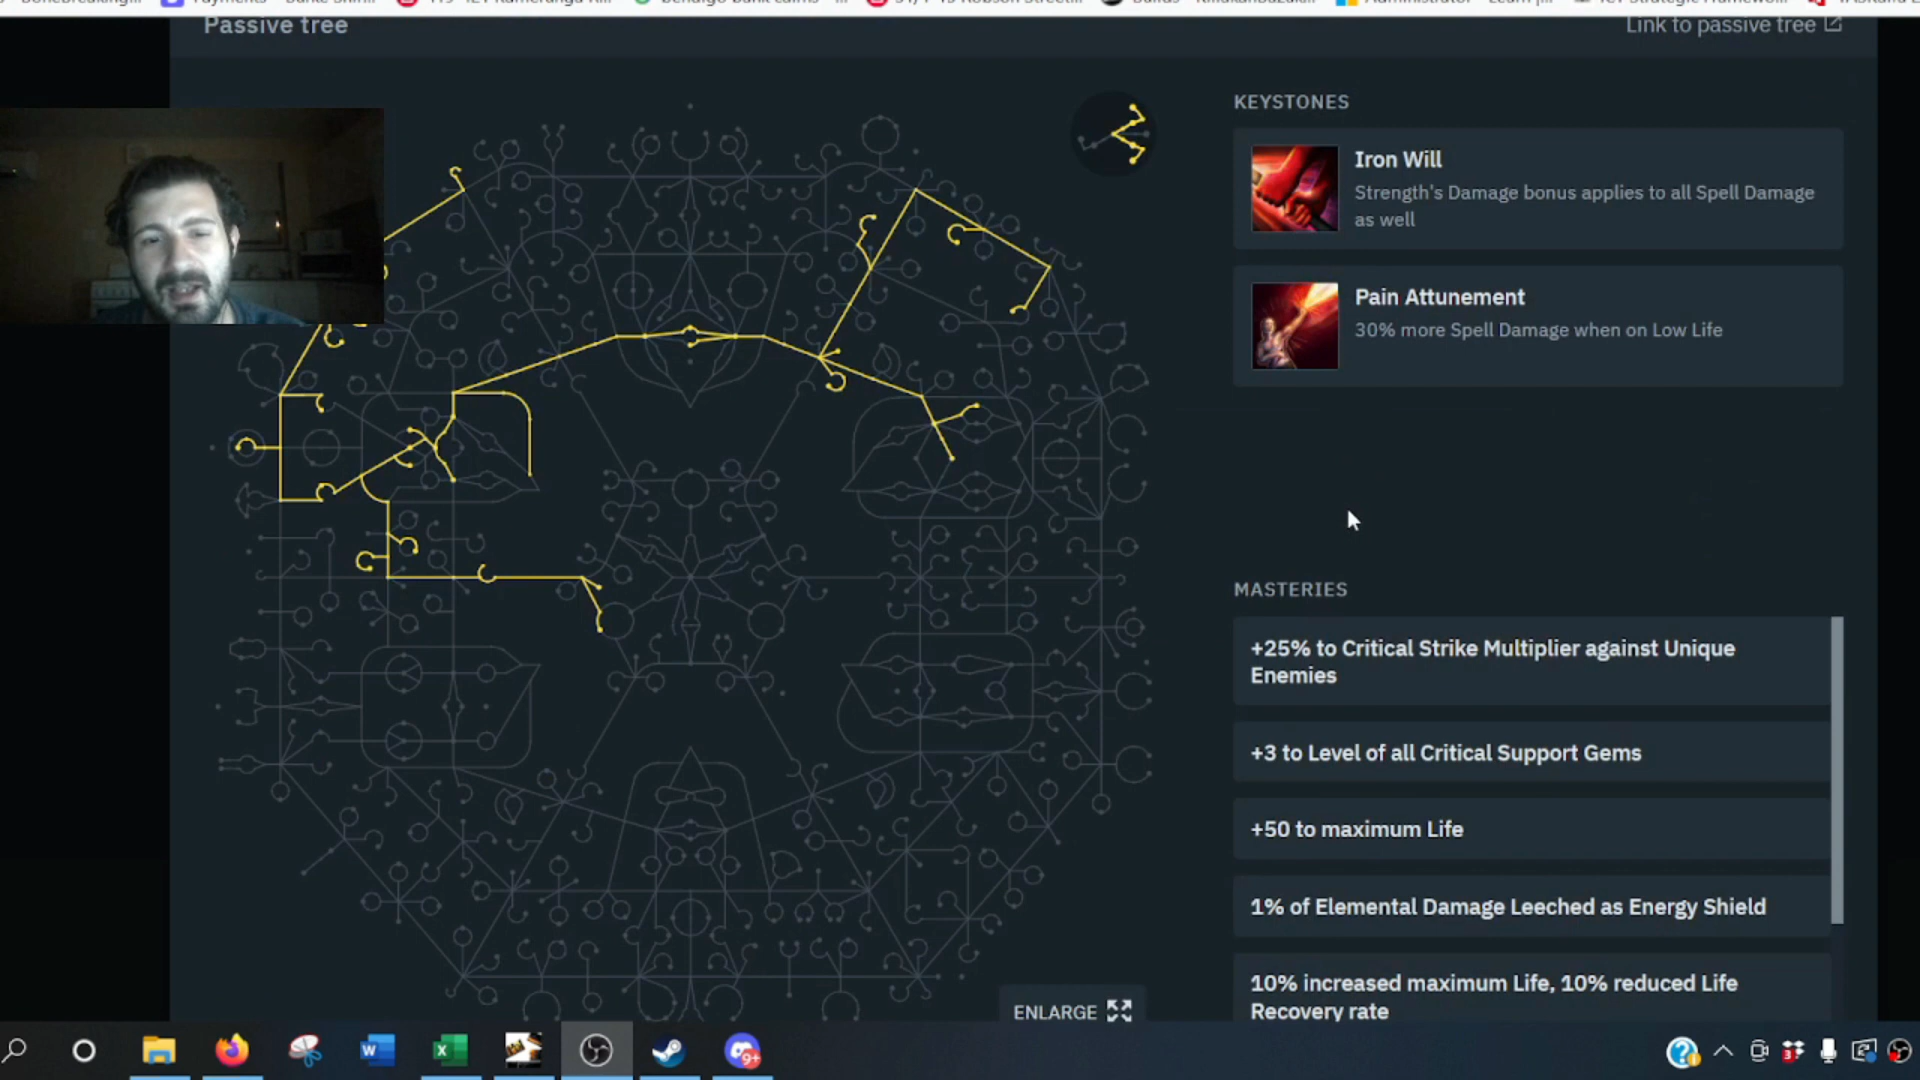 Passive tree
Link to passive tree
KEYSTONES
Iron Will
Strength's Damage bonus applies to all Spell Damage
as well
Pain Attunement
30% more Spell Damage when on Low Life
MASTERIES
+25% to Critical Strike Multiplier against Unique
Enemies
+3 to Level of all Critical Support Gems
+50 to maximum Life
1% of Elemental Damage Leeched as Energy Shield
10% increased maximum Life, 10% reduced Life
Recovery rate
ENLARGE
9+